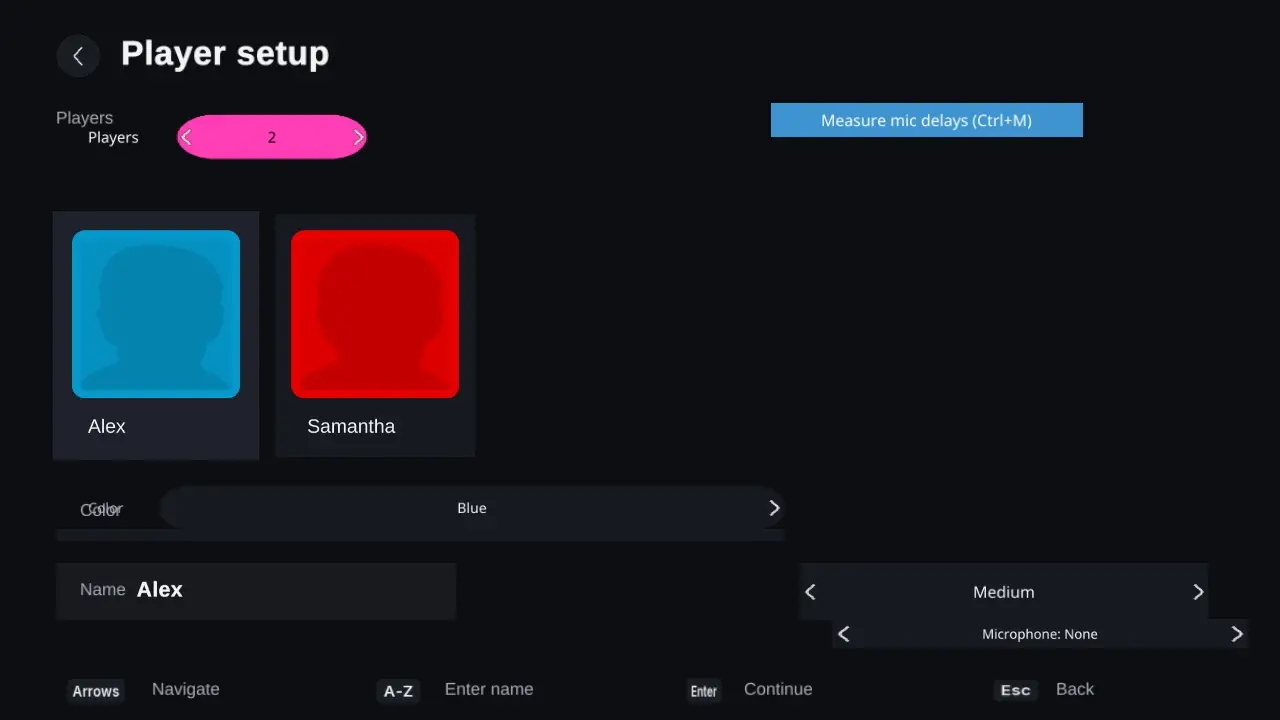 Player setup
Players
Players
2
Measure mic delays (Ctrl+M)
Alex
Samantha
Color
Color
Blue
Name Alex
Medium
Microphone: None
Arrows Navigate A-Z Enter name Enter Continue Esc Back